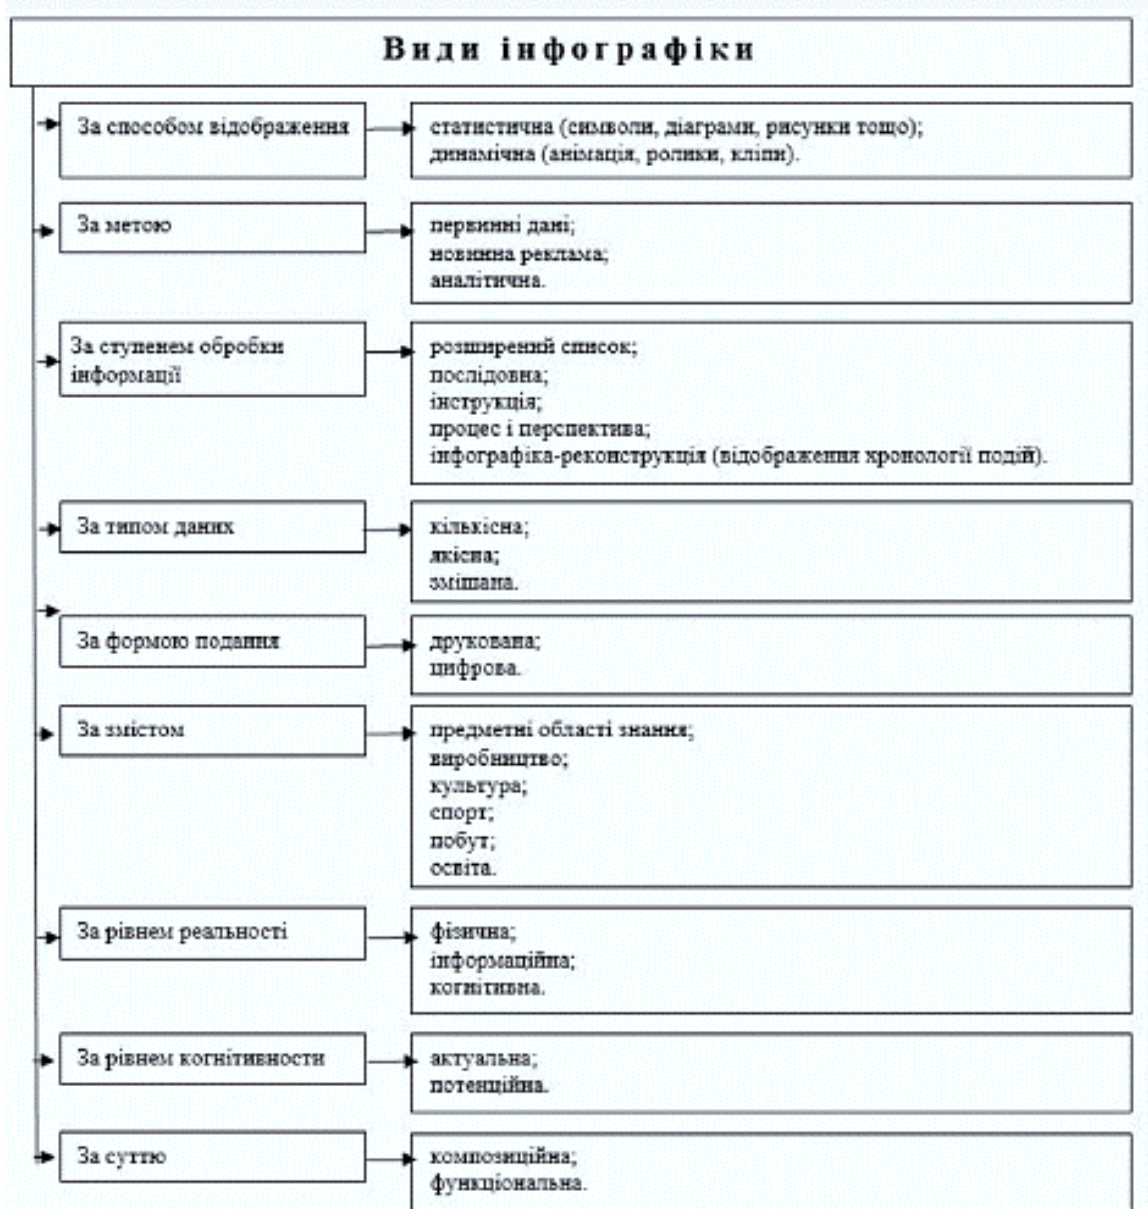 Види інфографіки
За способом відображення
статистична (символи, діаграми, рисунки тощо);
динамічна (анімація, ролики, кліпи).
За метою
первинні дані;
новинна реклама;
аналітична.
За ступенем обробки
інформації
розширений список;
послідовна;
інструкція;
процес і перспектива;
інфографіка-реконструкція (відображення хронології подій).
За типом даних
кількісна;
якісна;
змішана.
За формою подання
друкована;
цифрова.
За змістом
предметні області знання;
виробництво;
культура;
спорт;
побут;
освіта.
За рівнем реальності
фізична;
інформаційна;
когнітивна.
За рівнем когнітивности
актуальна;
потенційна.
За суттю
композиційна;
функціональна.